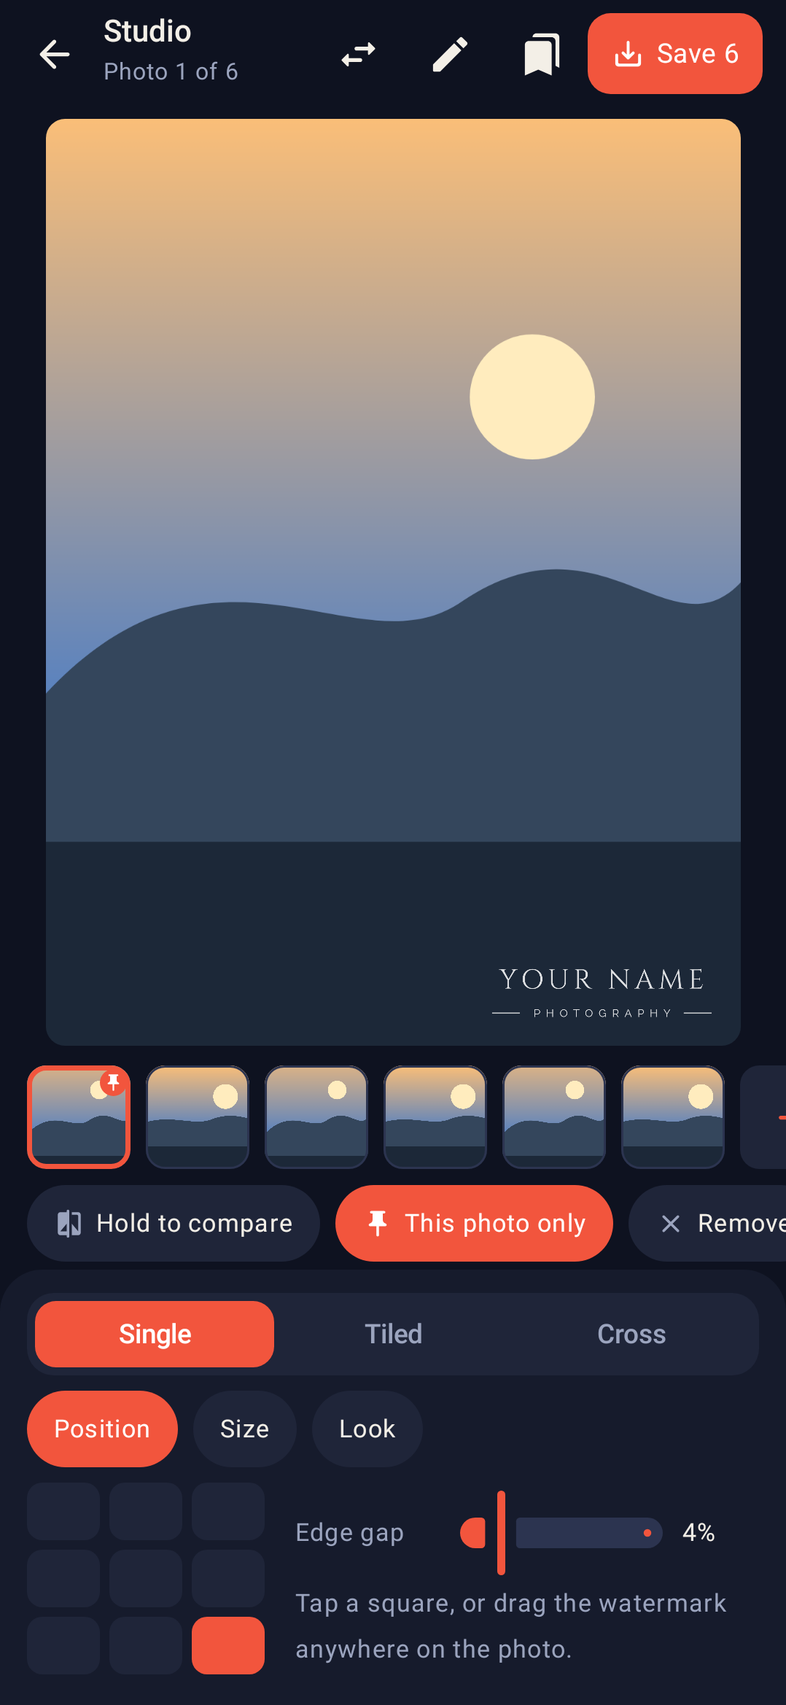 Studio
Photo 1 of 6
Save 6
YOUR NAME
PHOTOGRAPHY
Hold to compare
This photo only
Remove
Single
Tiled
Cross
Position
Size
Look
Edge gap
4%
Tap a square, or drag the watermark
anywhere on the photo.